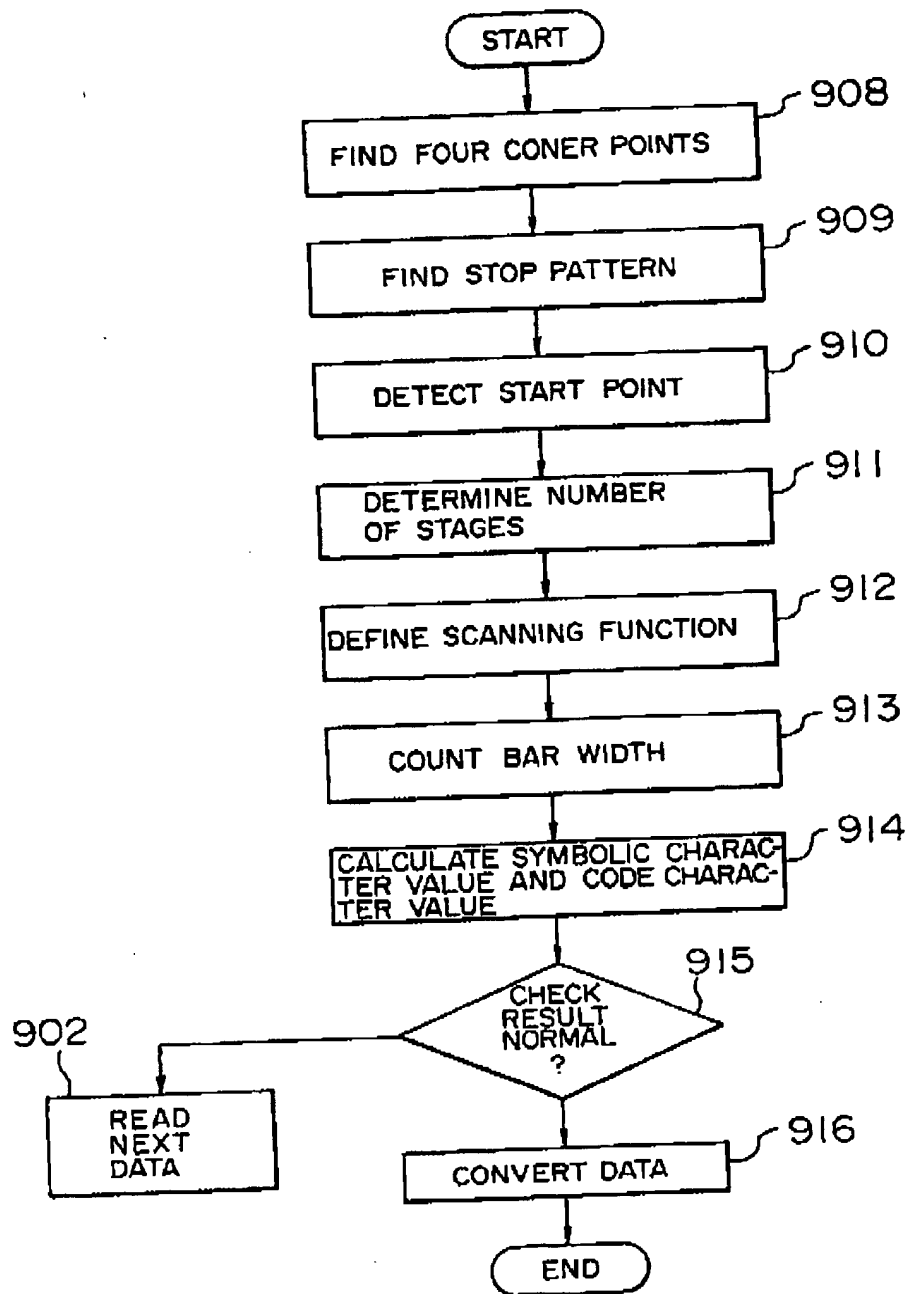 START
908
FIND FOUR CONER POINTS
909
FIND STOP PATTERN
910
DETECT START POINT
911
DETERMINE NUMBER
OF STAGES
912
DEFINE SCANNING FUNCTION
913
COUNT BAR WIDTH
914
CALCULATE SYMBOLIC CHARAC-
TER VALUE AND CODE CHARAC-
TER VALUE
915
CHECK
RESULT
NORMAL
?
902
READ
NEXT
DATA
916
CONVERT DATA
END